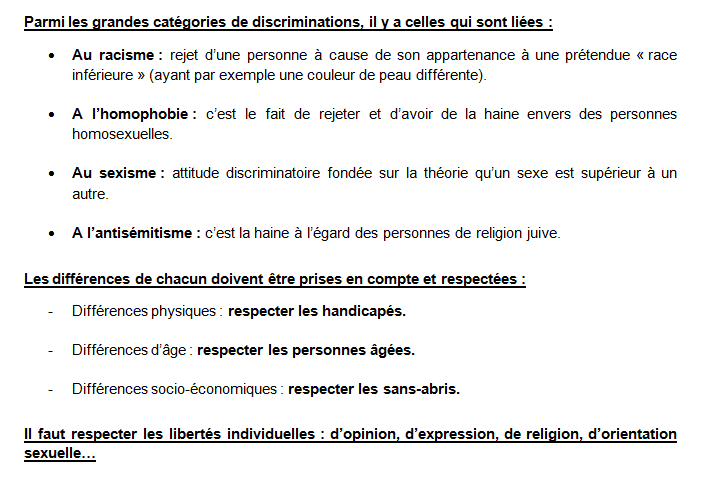 Parmi les grandes catégories de discriminations, il y a celles qui sont liées :
• Au racisme : rejet d’une personne à cause de son appartenance à une prétendue « race
inférieure » (ayant par exemple une couleur de peau différente).
• A l’homophobie : c’est le fait de rejeter et d’avoir de la haine envers des personnes
homosexuelles.
• Au sexisme : attitude discriminatoire fondée sur la théorie qu’un sexe est supérieur à un
autre.
• A l’antisémitisme : c’est la haine à l’égard des personnes de religion juive.
Les différences de chacun doivent être prises en compte et respectées :
- Différences physiques : respecter les handicapés.
- Différences d’âge : respecter les personnes âgées.
- Différences socio-économiques : respecter les sans-abris.
Il faut respecter les libertés individuelles : d’opinion, d’expression, de religion, d’orientation
sexuelle…